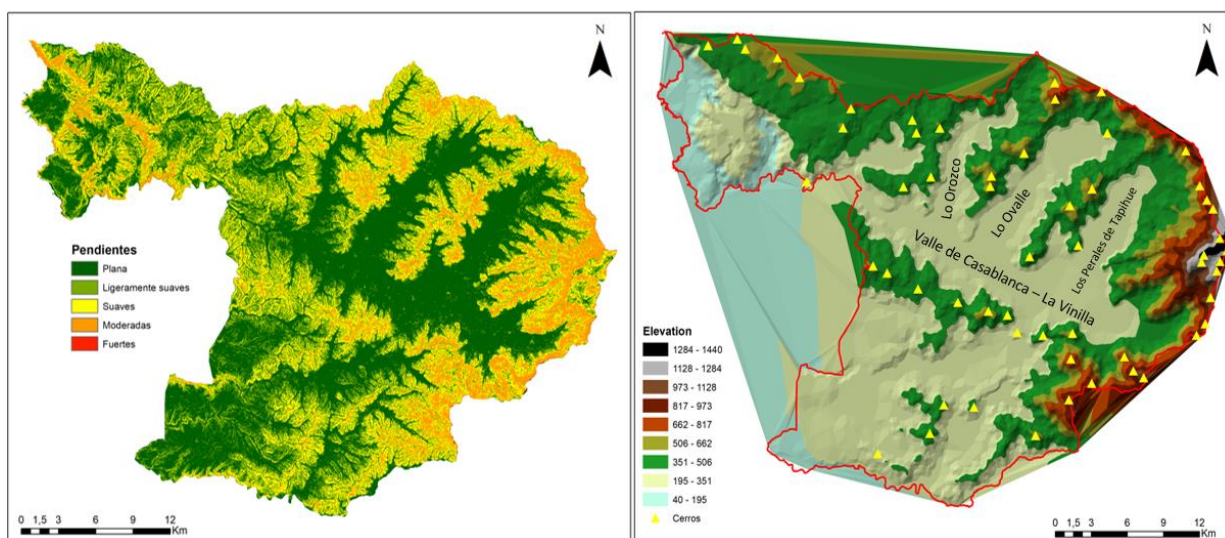 N
Pendientes
Plana
Ligeramente suaves
Suaves
Moderadas
Fuertes
0 1,5 3 6 9 12
Km
N
Lo Orozco
Lo Ovalle
Los Perales de Tapihue
Valle de Casablanca – La Vinilla
Elevation
1284 - 1440
1128 - 1284
973 - 1128
817 - 973
662 - 817
506 - 662
351 - 506
195 - 351
40 - 195
Cerros
0 1,5 3 6 9 12
Km